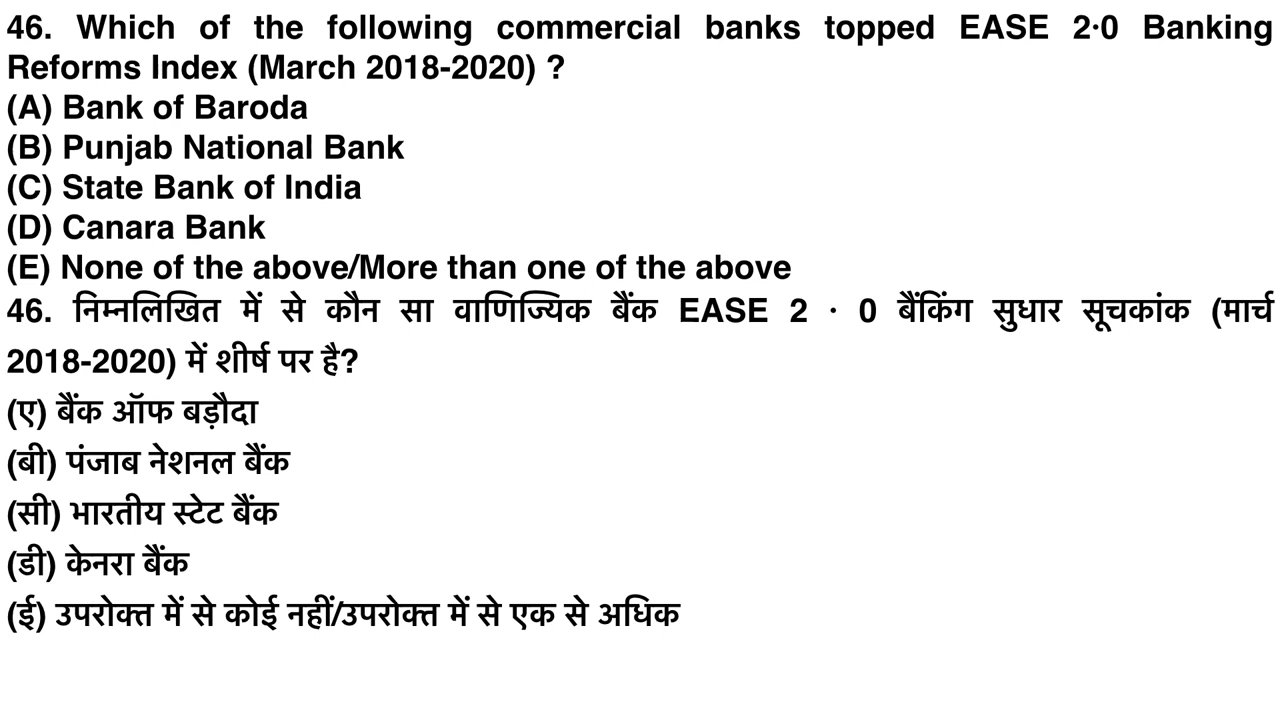 46. Which of the following commercial banks topped EASE 2·0 Banking
Reforms Index (March 2018-2020) ?
(A) Bank of Baroda
(B) Punjab National Bank
(C) State Bank of India
(D) Canara Bank
(E) None of the above/More than one of the above
46. निम्नलिखित में से कौन सा वाणिज्यिक बैंक EASE 2 · 0 बैंकिंग सुधार सूचकांक (मार्च
2018-2020) में शीर्ष पर है?
(ए) बैंक ऑफ बड़ौदा
(बी) पंजाब नेशनल बैंक
(सी) भारतीय स्टेट बैंक
(डी) केनरा बैंक
(ई) उपरोक्त में से कोई नहीं/उपरोक्त में से एक से अधिक